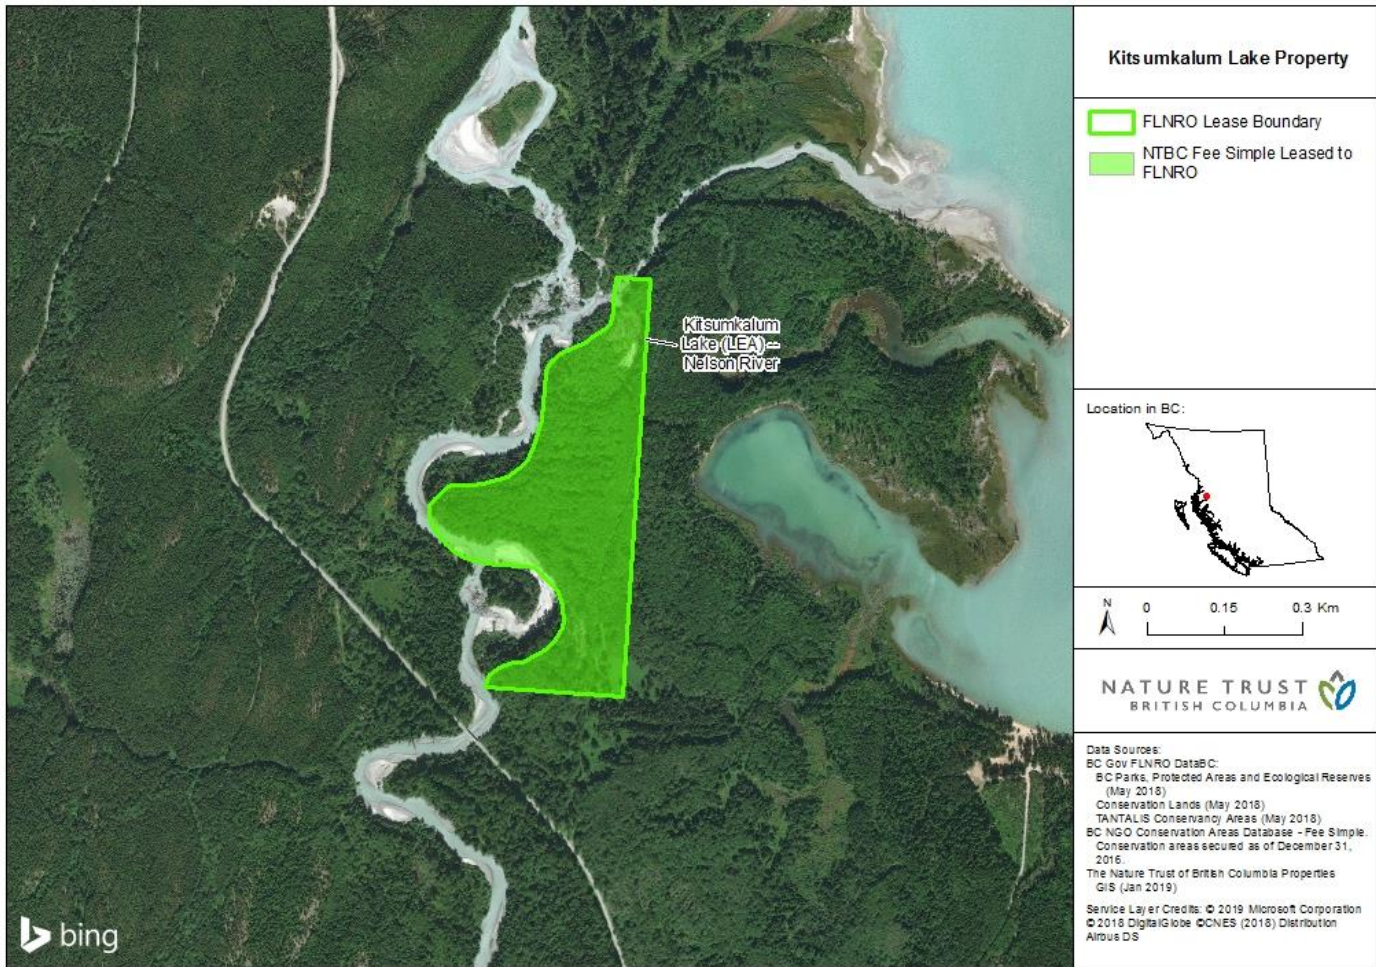 Kitsumkalum Lake Property
FLNRO Lease Boundary
NTBC Fee Simple Leased to
FLNRO
Kitsumkalum
Lake (LEA) --
Nelson River
Location in BC:
N
0 0.15 0.3 Km
NATURE TRUST
BRITISH COLUMBIA
Data Sources:
BC Gov FLNRO DataBC:
BC Parks, Protected Areas and Ecological Reserves
(May 2018)
Conservation Lands (May 2018)
TANTALIS Conservancy Areas (May 2018)
BC NGO Conservation Areas Database - Fee Simple.
Conservation areas secured as of December 31,
2016.
The Nature Trust of British Columbia Properties
GIS (Jan 2019)
Service Layer Credits: © 2019 Microsoft Corporation
© 2018 DigitalGlobe ©CNES (2018) Distribution
Airbus DS
bing